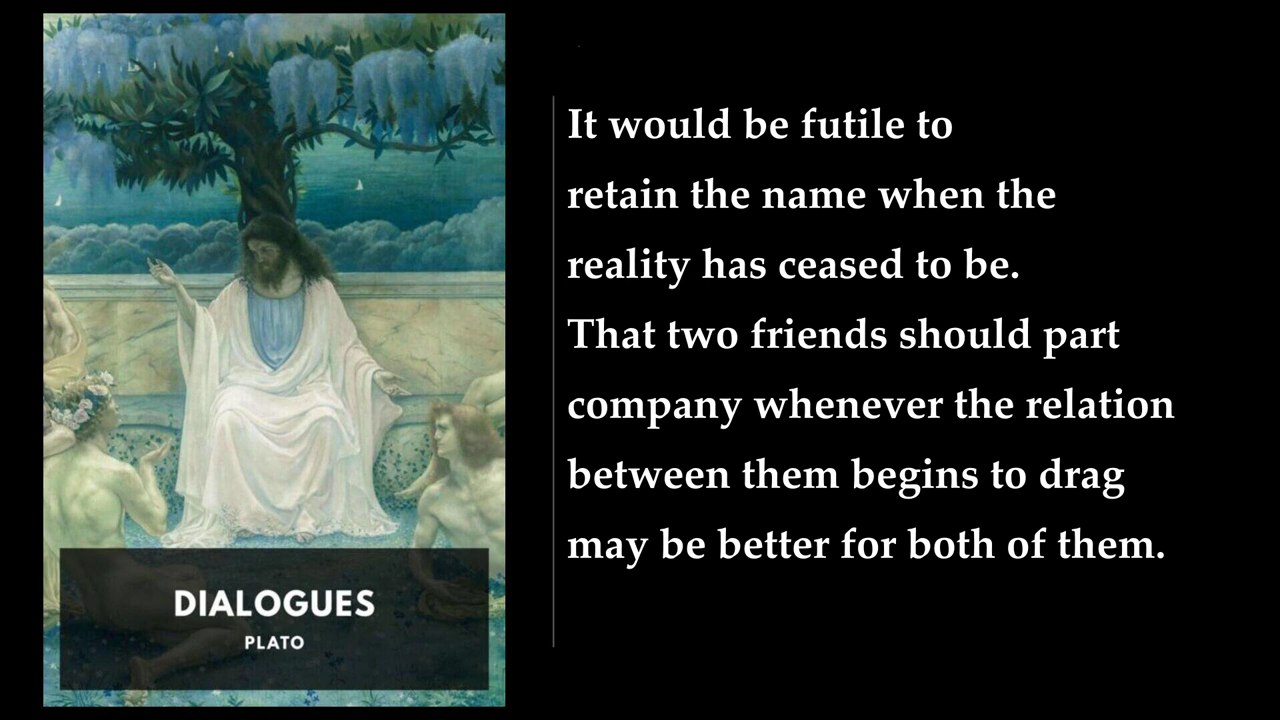 DIALOGUES
PLATO
It would be futile to
retain the name when the
reality has ceased to be.
That two friends should part
company whenever the relation
between them begins to drag
may be better for both of them.